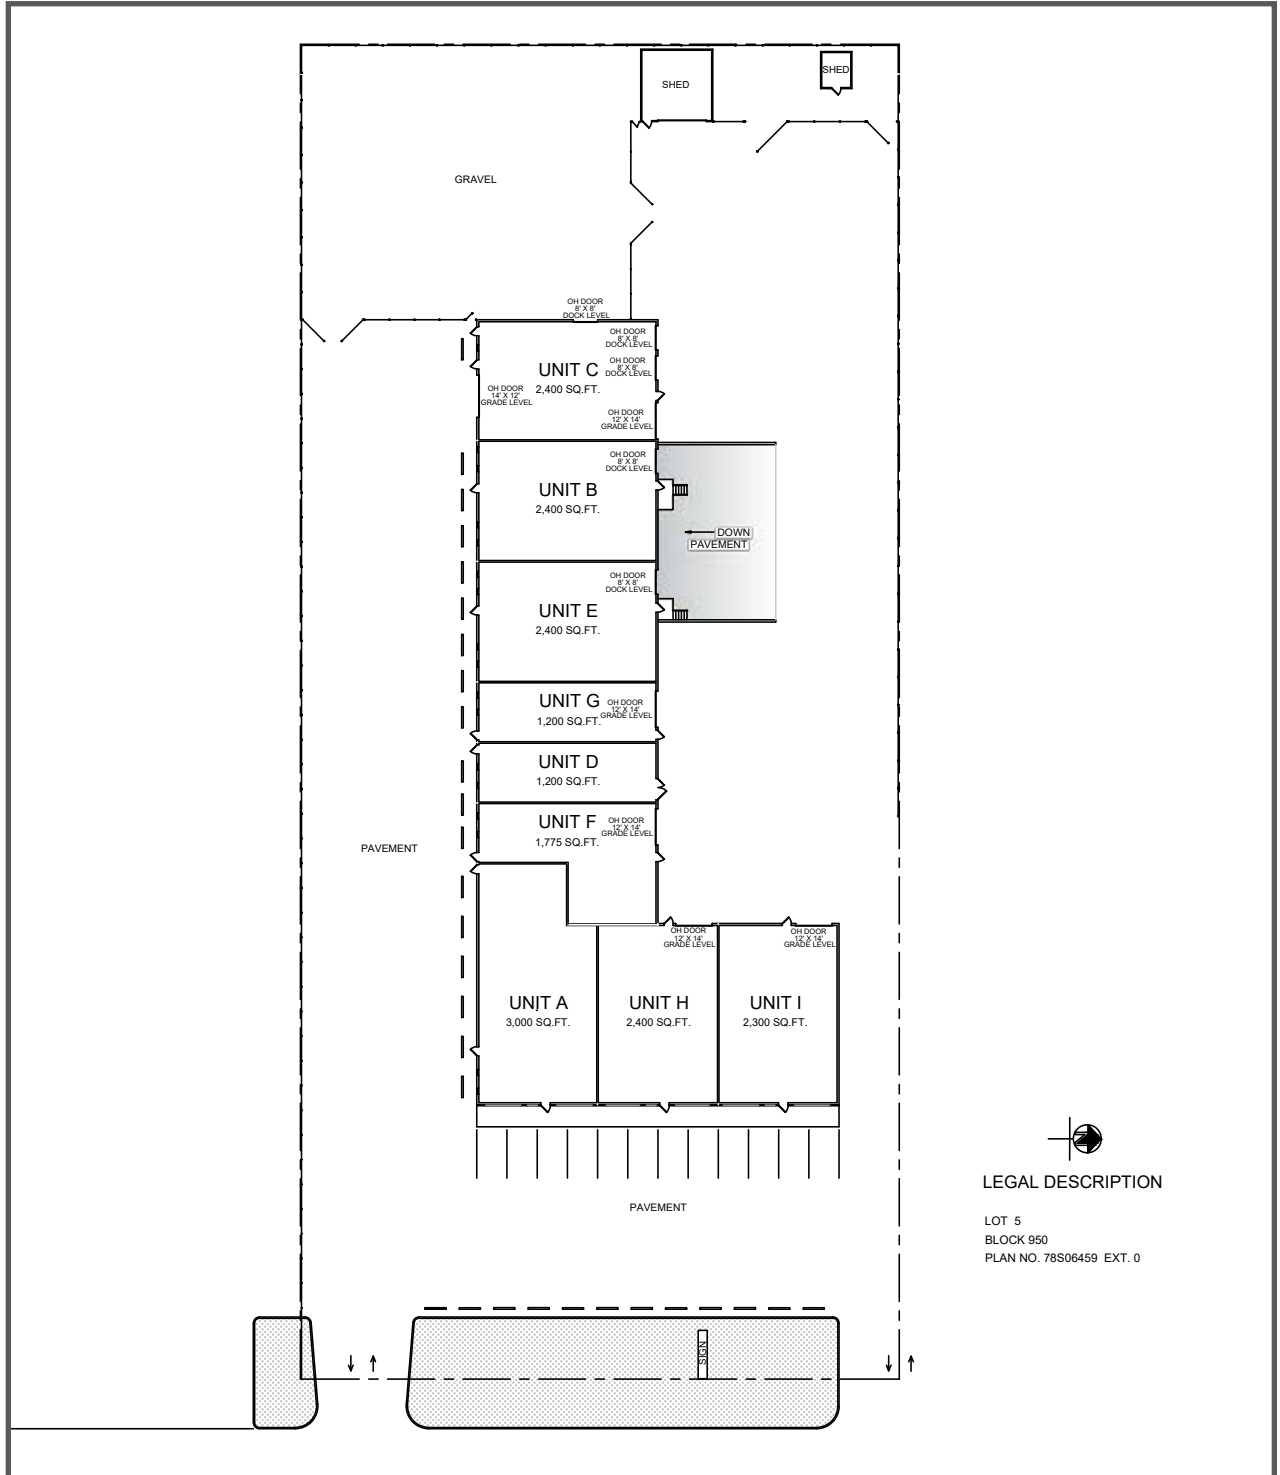 SHED
SHED
GRAVEL
OH DOOR
8' X 8'
DOCK LEVEL
OH DOOR
8' X 8'
DOCK LEVEL
OH DOOR
8' X 8'
DOCK LEVEL
UNIT C
2,400 SQ.FT.
OH DOOR
14' X 12'
GRADE LEVEL
OH DOOR
12' X 14'
GRADE LEVEL
OH DOOR
8' X 8'
DOCK LEVEL
UNIT B
2,400 SQ.FT.
DOWN
PAVEMENT
OH DOOR
8' X 8'
DOCK LEVEL
UNIT E
2,400 SQ.FT.
UNIT G
1,200 SQ.FT.
OH DOOR
12' X 14'
GRADE LEVEL
UNIT D
1,200 SQ.FT.
UNIT F
1,775 SQ.FT.
OH DOOR
12' X 14'
GRADE LEVEL
PAVEMENT
OH DOOR
12' X 14'
GRADE LEVEL
OH DOOR
12' X 14'
GRADE LEVEL
UNIT A
3,000 SQ.FT.
UNIT H
2,400 SQ.FT.
UNIT I
2,300 SQ.FT.
N
LEGAL DESCRIPTION
LOT 5
BLOCK 950
PLAN NO. 78S06459 EXT. 0
PAVEMENT
SIGN